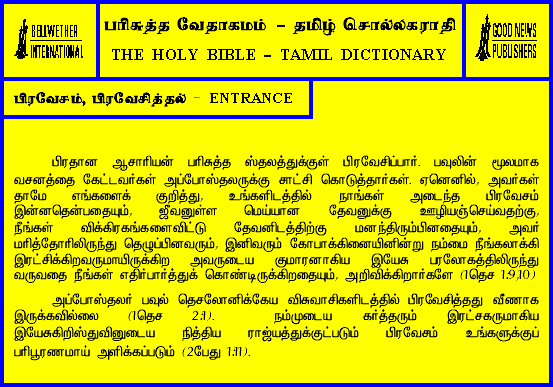 BELLWETHER
INTERNATIONAL
பரிசுத்த வேதாகமம் – தமிழ் சொல்லகராதி
THE HOLY BIBLE – TAMIL DICTIONARY
GOOD NEWS
PUBLISHERS
பிரவேசம், பிரவேசித்தல் – ENTRANCE
பிரதான ஆசாரியன் பரிசுத்த ஸ்தலத்துக்குள் பிரவேசிப்பார். பவுலின் மூலமாக
வசனத்தை கேட்டவர்கள் அப்போஸ்தலருக்கு சாட்சி கொடுத்தார்கள். ஏனெனில், அவர்கள்
தாமே எங்களைக் குறித்து, உங்களிடத்தில் நாங்கள் அடைந்த பிரவேசம்
இன்னதென்பதையும், ஜீவனுள்ள மெய்யான தேவனுக்கு ஊழியஞ்செய்வதற்கு,
நீங்கள் விக்கிரகங்களைவிட்டு தேவனிடத்திற்கு மனந்திரும்பினதையும், அவர்
மரித்தோரிலிருந்து தெழுப்பினவரும், இனிவரும் கோபாக்கினையினின்று நம்மை நீங்கலாக்கி
இரட்சிக்கிறவருமாயிருக்கிற அவருடைய குமாரனாகிய இயேசு பரலோகத்திலிருந்து
வருவதை நீங்கள் எதிர்பார்த்துக் கொண்டிருக்கிறதையும், அறிவிக்கிறார்களே (1தெச 1:9,10)
அப்போஸ்தலர் பவுல் தெசலோனிக்கேய விசுவாசிகளிடத்தில் பிரவேசித்தது வீணாக
இருக்கவில்லை (1தெச 2:1). நம்முடைய கர்த்தரும் இரட்சகருமாகிய
இயேசுகிறிஸ்துவினுடைய நித்திய ராஜ்யத்துக்குட்படும் பிரவேசம் உங்களுக்குப்
பரிபூரணமாய் அளிக்கப்படும் (2பேது 1:11).